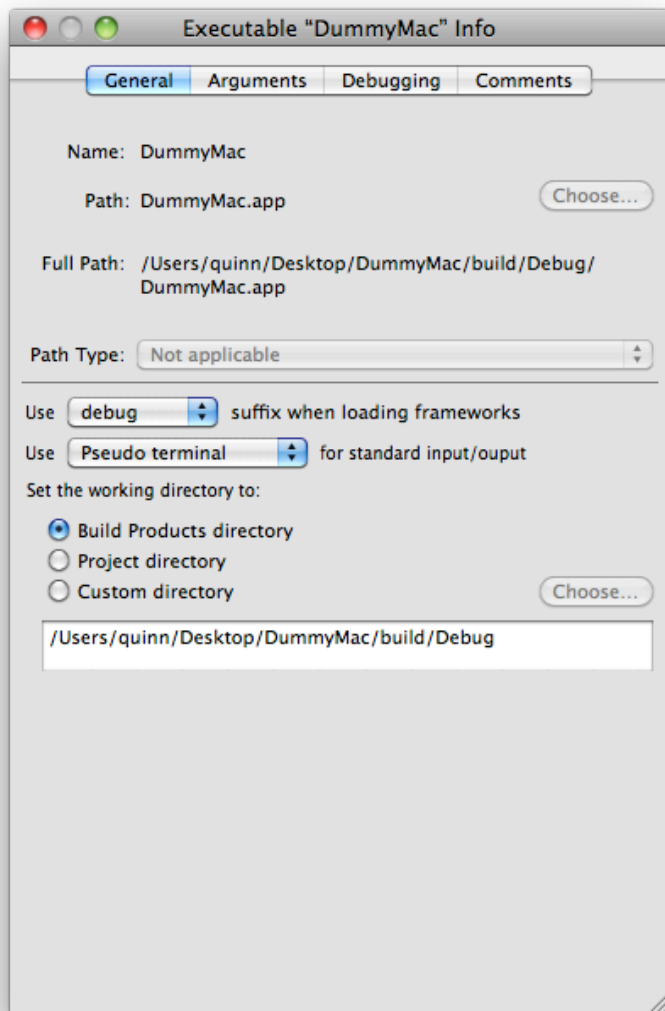 Executable “DummyMac” Info
General Arguments Debugging Comments
Name: DummyMac
Path: DummyMac.app Choose...
Full Path: /Users/quinn/Desktop/DummyMac/build/Debug/
DummyMac.app
Path Type: Not applicable
Use debug suffix when loading frameworks
Use Pseudo terminal for standard input/ouput
Set the working directory to:
Build Products directory
Project directory
Custom directory Choose...
/Users/quinn/Desktop/DummyMac/build/Debug